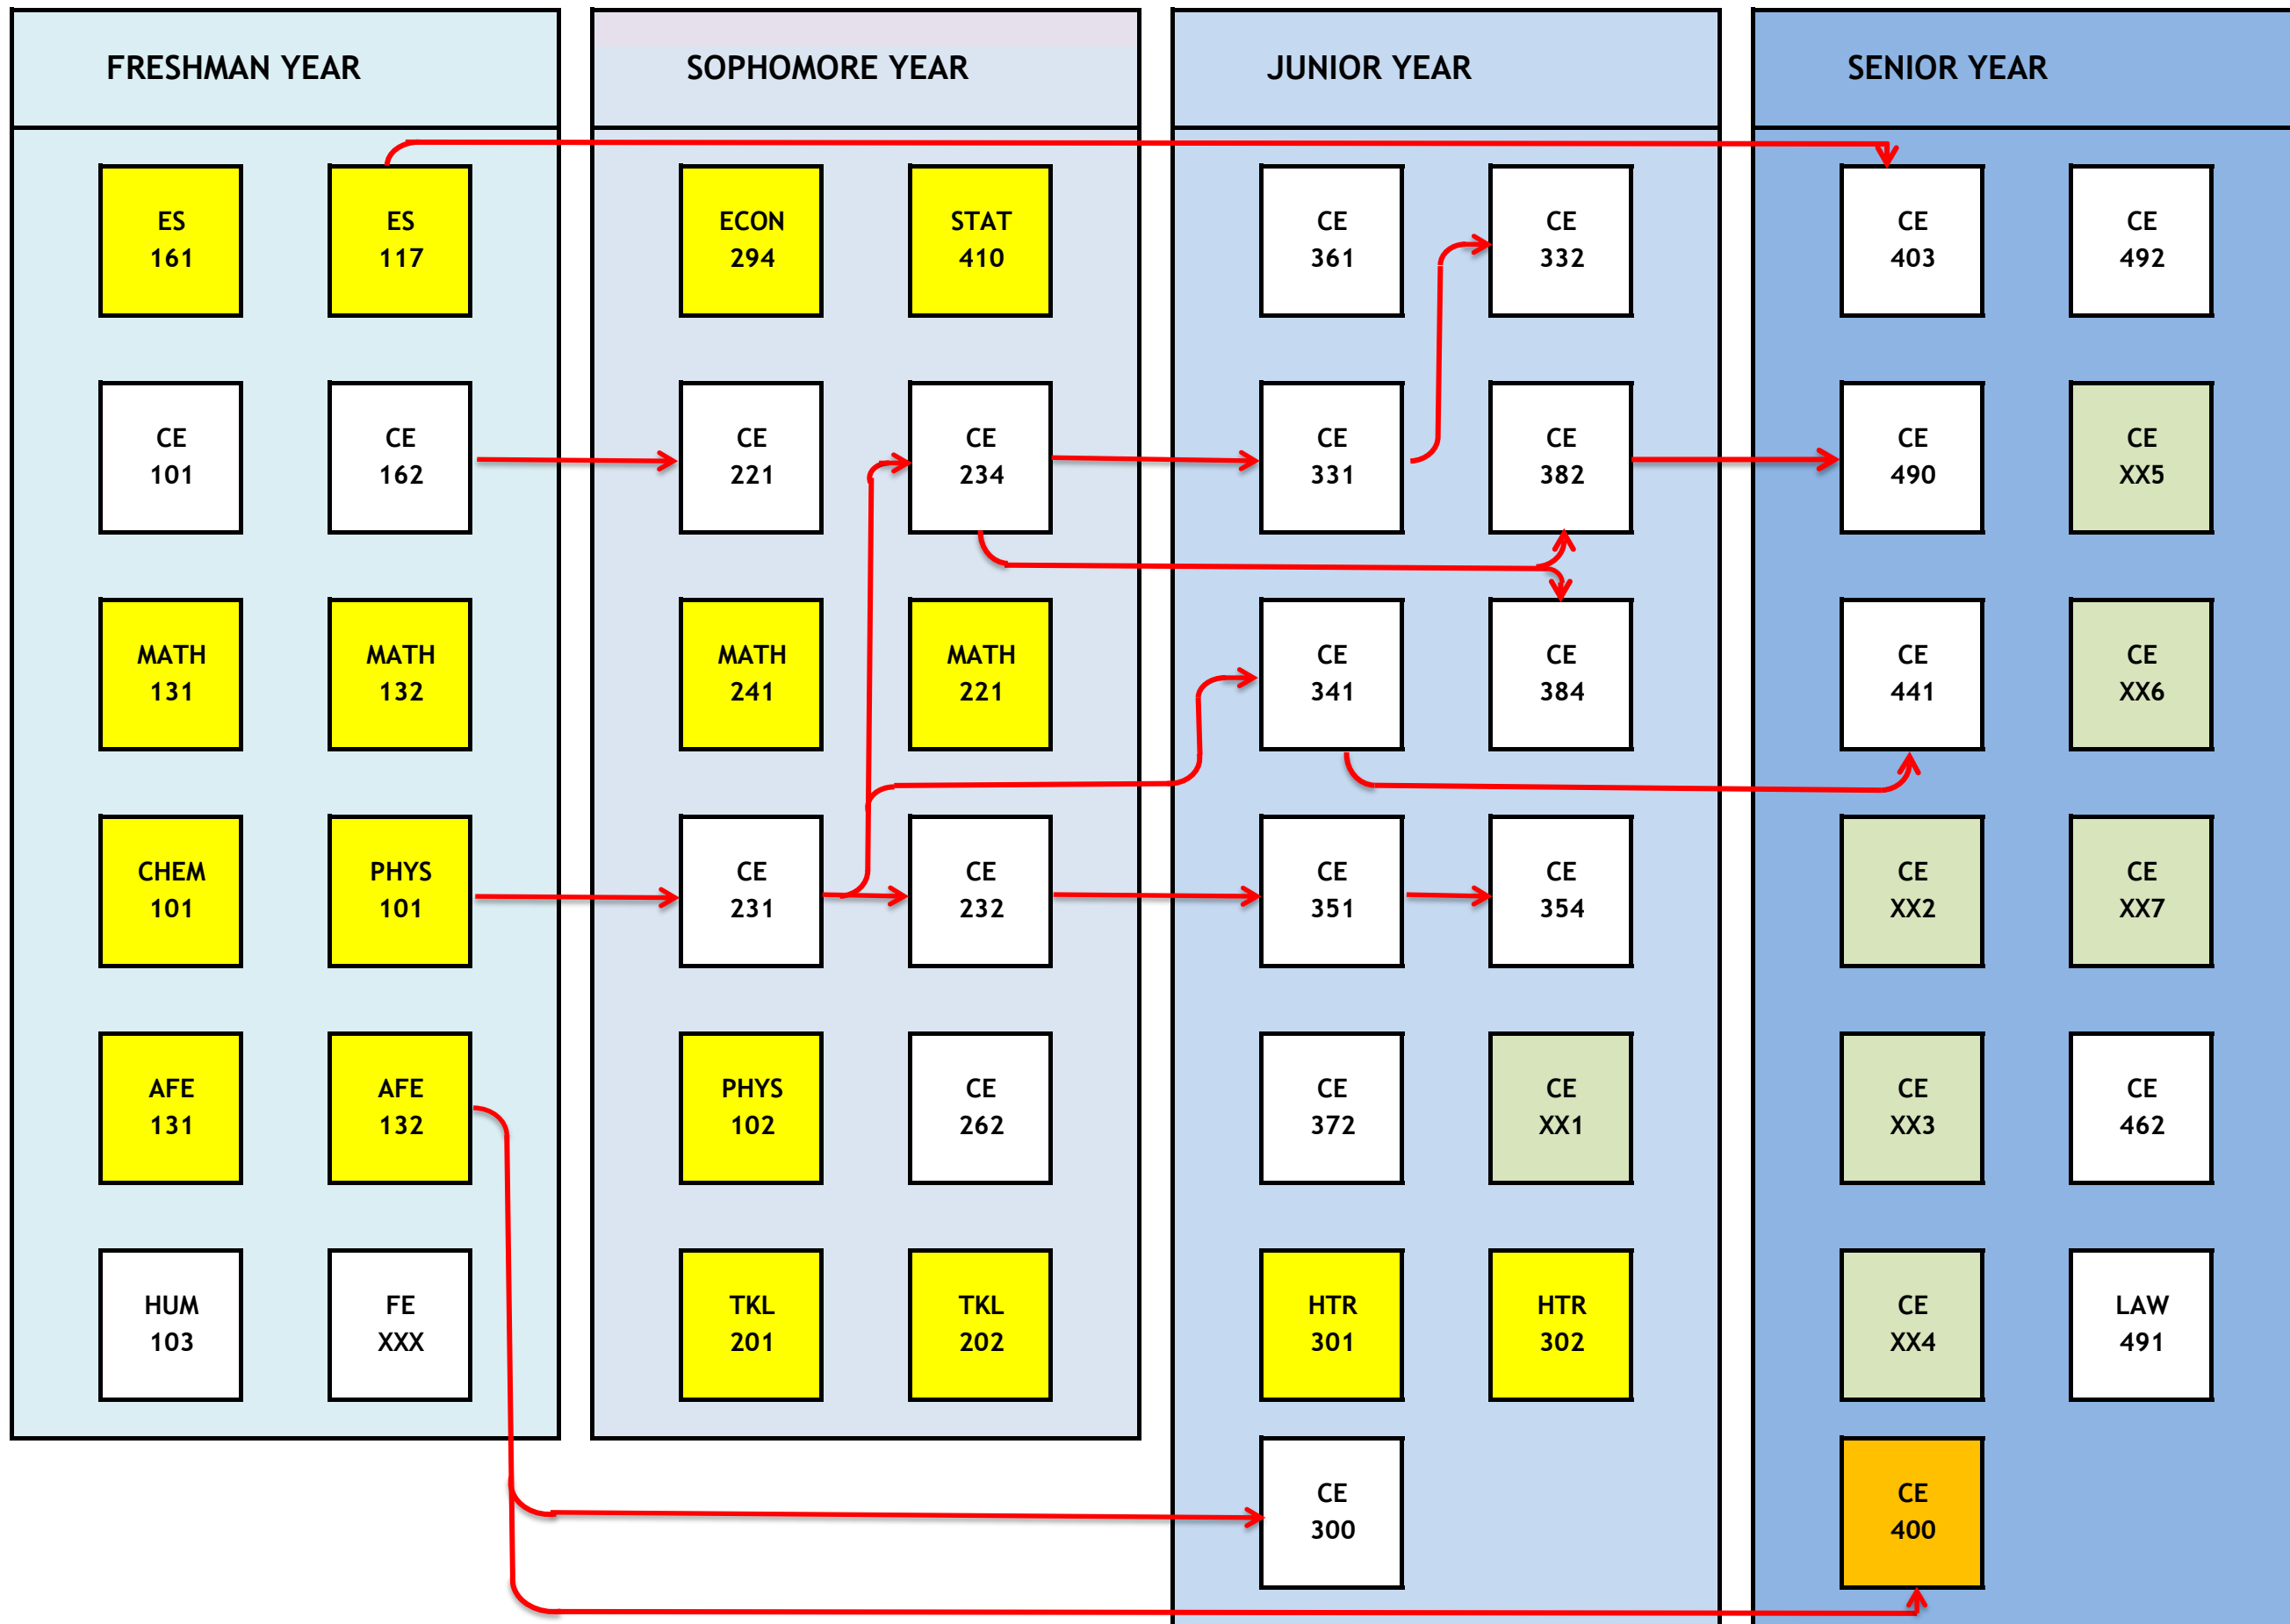 FRESHMAN YEAR
SOPHOMORE YEAR
JUNIOR YEAR
SENIOR YEAR
ES
161
ES
117
ECON
294
STAT
410
CE
361
CE
332
CE
403
CE
492
CE
101
CE
162
CE
221
CE
234
CE
331
CE
382
CE
490
CE
XX5
MATH
131
MATH
132
MATH
241
MATH
221
CE
341
CE
384
CE
441
CE
XX6
CHEM
101
PHYS
101
CE
231
CE
232
CE
351
CE
354
CE
XX2
CE
XX7
AFE
131
AFE
132
PHYS
102
CE
262
CE
372
CE
XX1
CE
XX3
CE
462
HUM
103
FE
XXX
TKL
201
TKL
202
HTR
301
HTR
302
CE
XX4
LAW
491
CE
300
CE
400